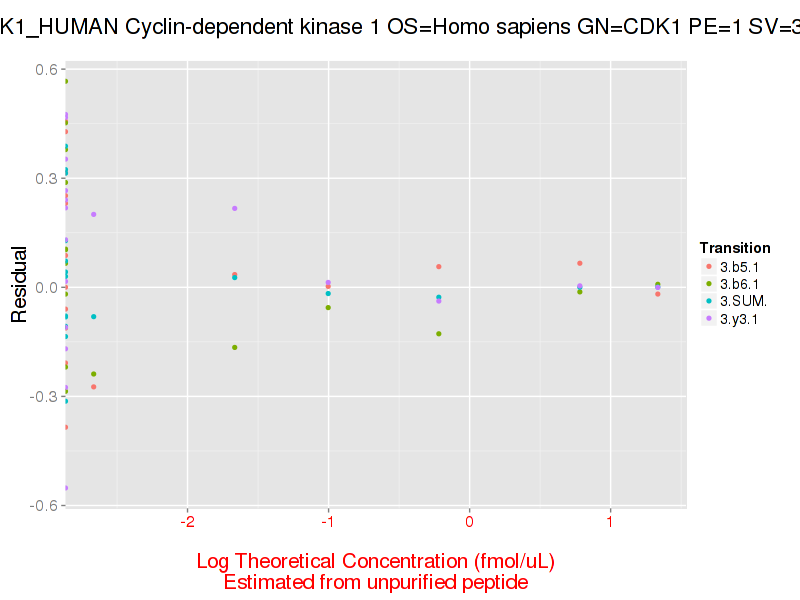 K1_HUMAN Cyclin-dependent kinase 1 OS=Homo sapiens GN=CDK1 PE=1 SV=3
0.6
0.3
0.0
-0.3
-0.6
Residual
-2
-1
0
1
Log Theoretical Concentration (fmol/uL)
Estimated from unpurified peptide
Transition
3.b5.1
3.b6.1
3.SUM.
3.y3.1